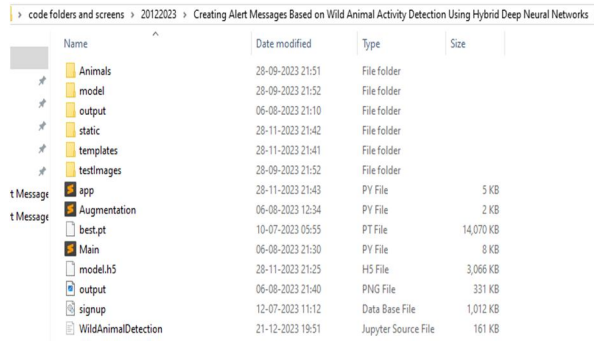 > code folders and screens > 20122023 > Creating Alert Messages Based on Wild Animal Activity Detection Using Hybrid Deep Neural Networks
Name Date modified Type Size
Animals 28-09-2023 21:51 File folder
model 28-09-2023 21:52 File folder
output 06-08-2023 21:10 File folder
static 28-11-2023 21:42 File folder
templates 28-11-2023 21:41 File folder
testImages 28-09-2023 21:52 File folder
t Message app 28-11-2023 21:43 PY File 5 KB
t Message Augmentation 06-08-2023 12:34 PY File 2 KB
best.pt 10-07-2023 05:55 PT File 14,070 KB
Main 06-08-2023 21:30 PY File 8 KB
model.h5 28-11-2023 21:25 H5 File 3,066 KB
output 06-08-2023 21:40 PNG File 331 KB
signup 12-07-2023 11:12 Data Base File 1,012 KB
WildAnimalDetection 21-12-2023 19:51 Jupyter Source File 161 KB